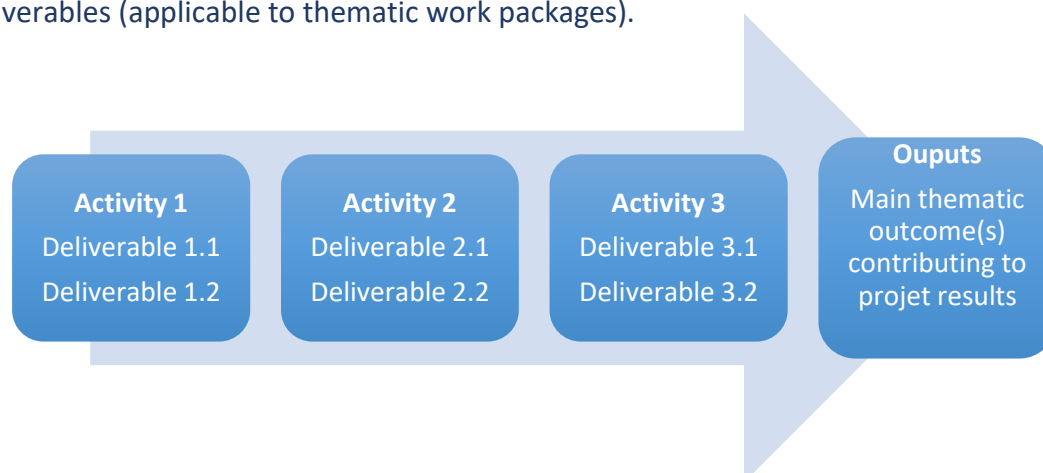 verables (applicable to thematic work packages).
Activity 1
Deliverable 1.1
Deliverable 1.2
Activity 2
Deliverable 2.1
Deliverable 2.2
Activity 3
Deliverable 3.1
Deliverable 3.2
Ouputs
Main thematic
outcome(s)
contributing to
projet results